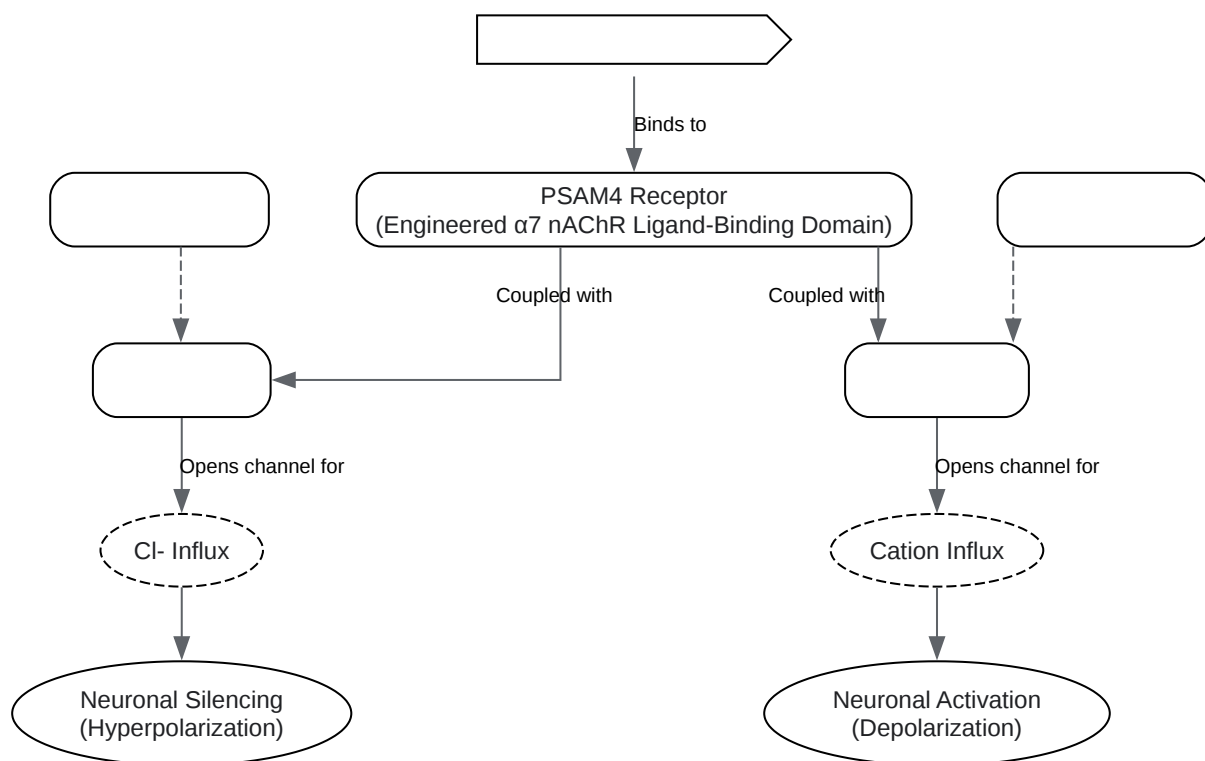 Binds to
PSAM4 Receptor
(Engineered α7 nAChR Ligand-Binding Domain)
Coupled with
Coupled with
Opens channel for
Opens channel for
Cl- Influx
Cation Influx
Neuronal Silencing
(Hyperpolarization)
Neuronal Activation
(Depolarization)